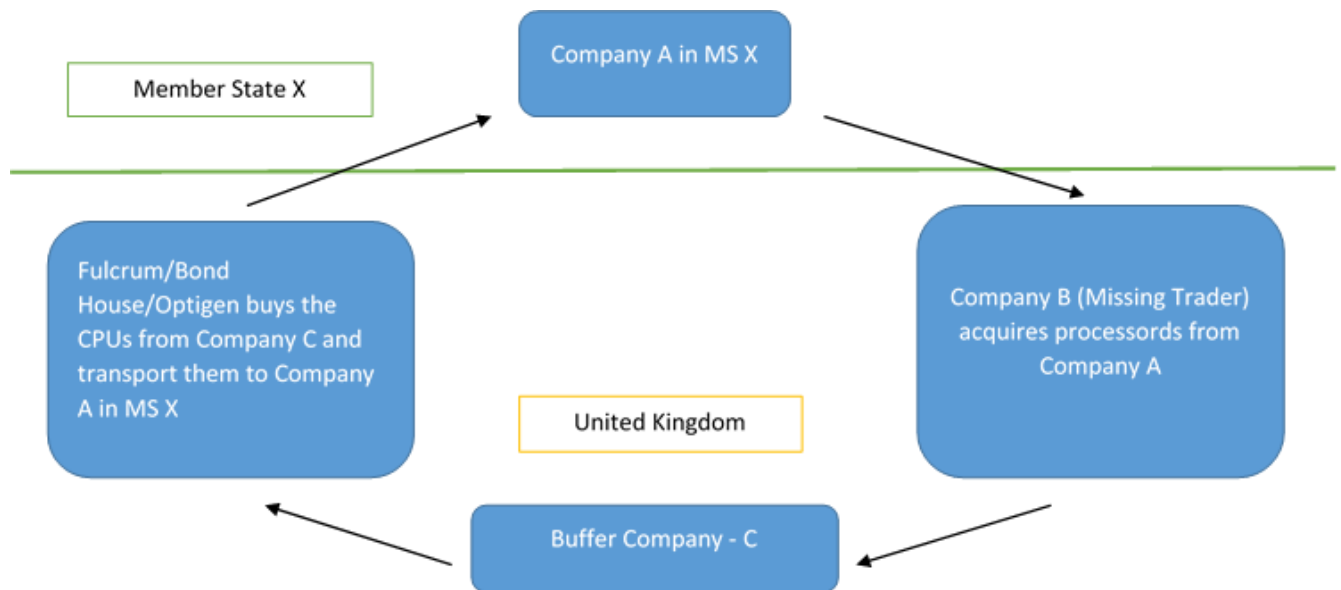 Company A in MS X
Member State X
Fulcrum/Bond
House/Optigen buys the
CPUs from Company C and
transport them to Company
A in MS X
Company B (Missing Trader)
acquires processords from
Company A
United Kingdom
Buffer Company - C